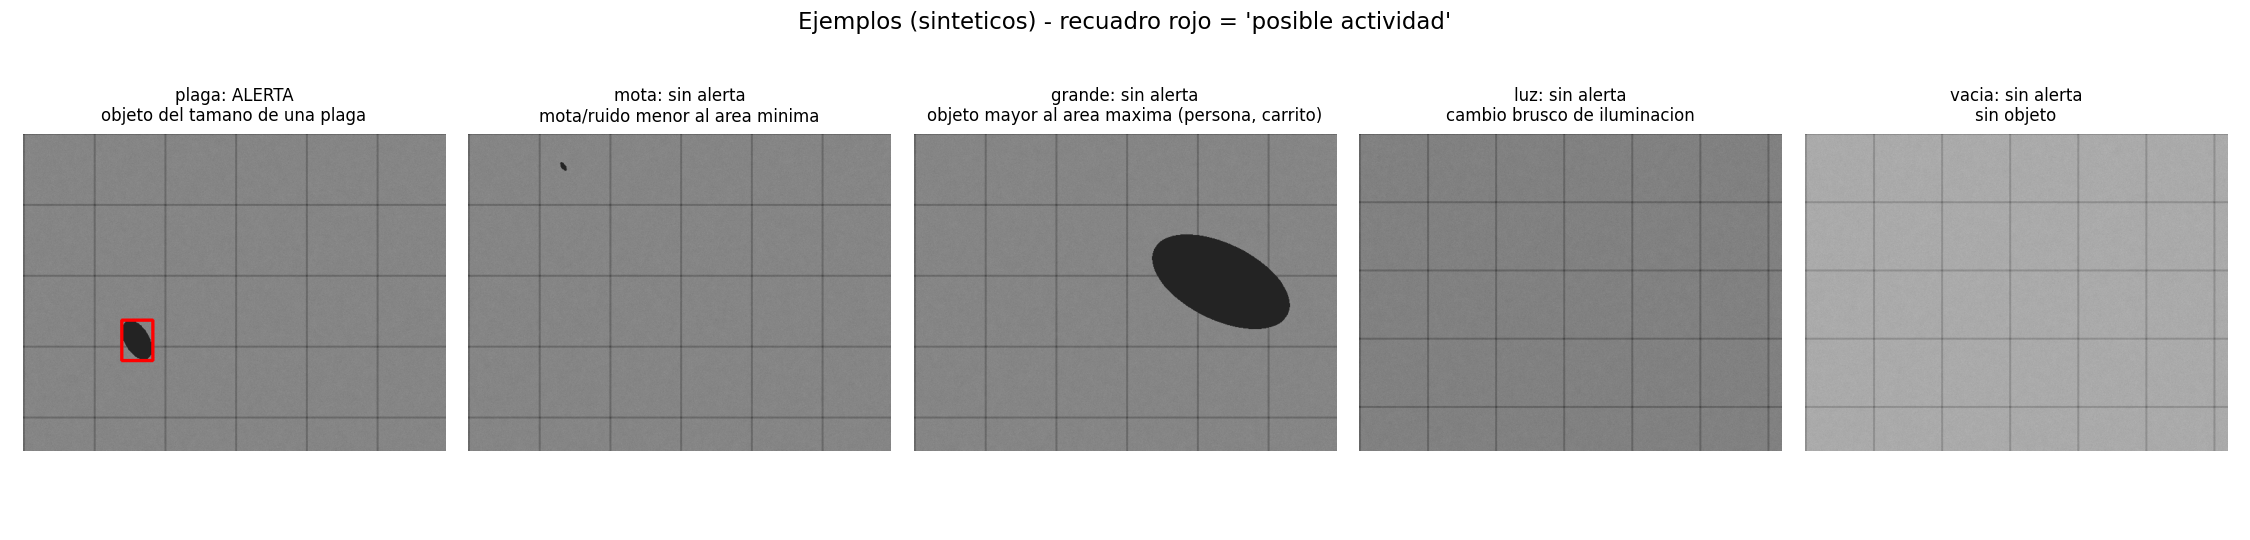 Ejemplos (sinteticos) - recuadro rojo = 'posible actividad'
plaga: ALERTA
objeto del tamano de una plaga
mota: sin alerta
mota/ruido menor al area minima
grande: sin alerta
objeto mayor al area maxima (persona, carrito)
luz: sin alerta
cambio brusco de iluminacion
vacia: sin alerta
sin objeto